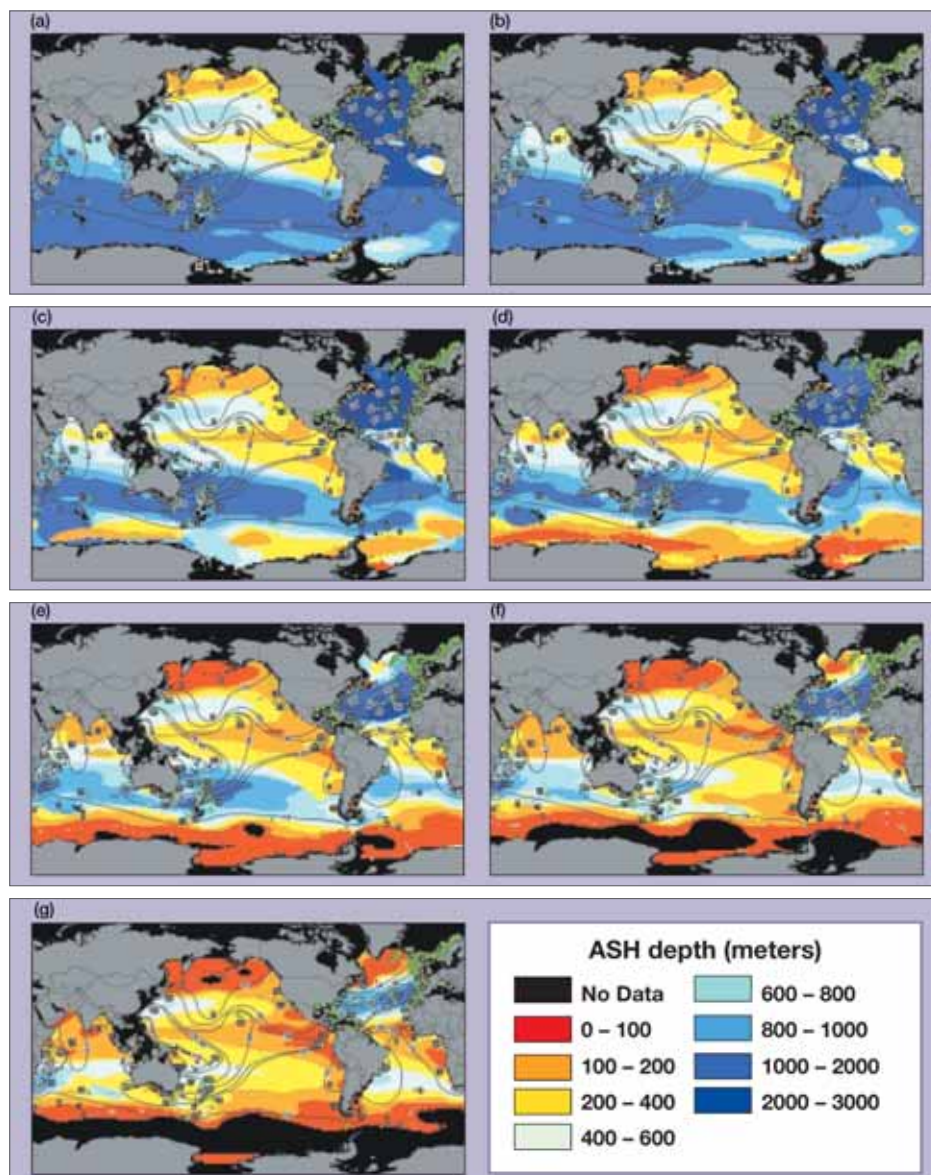 (a)
(b)
(c)
(d)
(e)
(f)
(g)
ASH depth (meters)
No Data
0 – 100
100 – 200
200 – 400
400 – 600
600 – 800
800 – 1000
1000 – 2000
2000 – 3000